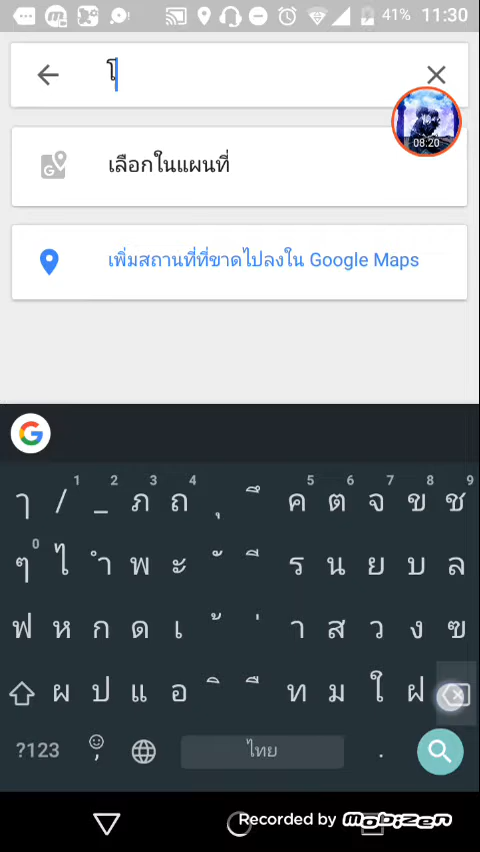 41% 11:30
โ
08:20
เลือกในแผนที่
เพิ่มสถานที่ที่ขาดไปลงใน Google Maps
1 2 3 4 5 6 7 8 9
ๅ / _ ภ ถ ุ ึ ค ต จ ข ช
0
ๆ ไ ำ พ ะ ั ี ร น ย บ ล
ฟ ห ก ด เ ้ ่ า ส ว ง ฃ
ผ ป แ อ ิ ื ท ม ใ ฝ
?123 , ไทย .
Recorded by mobizen